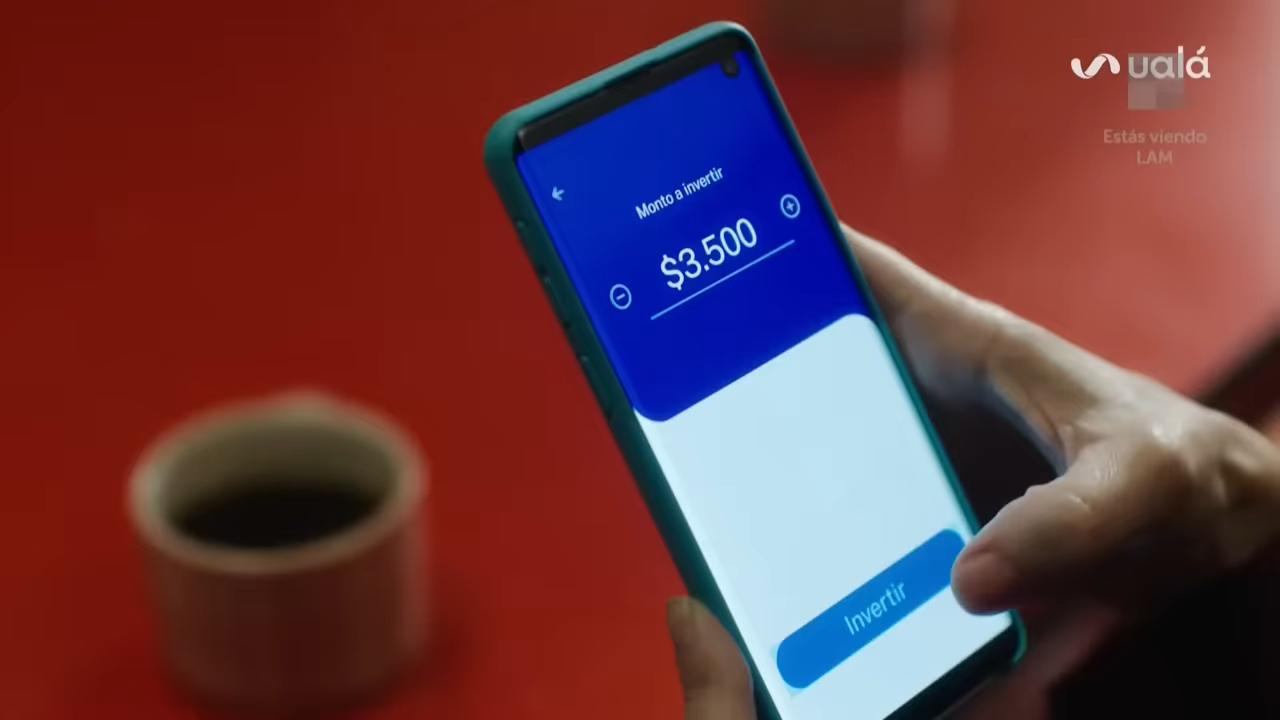 ualá
Estás viendo
LAM
Monto a invertir
$3.500
Invertir